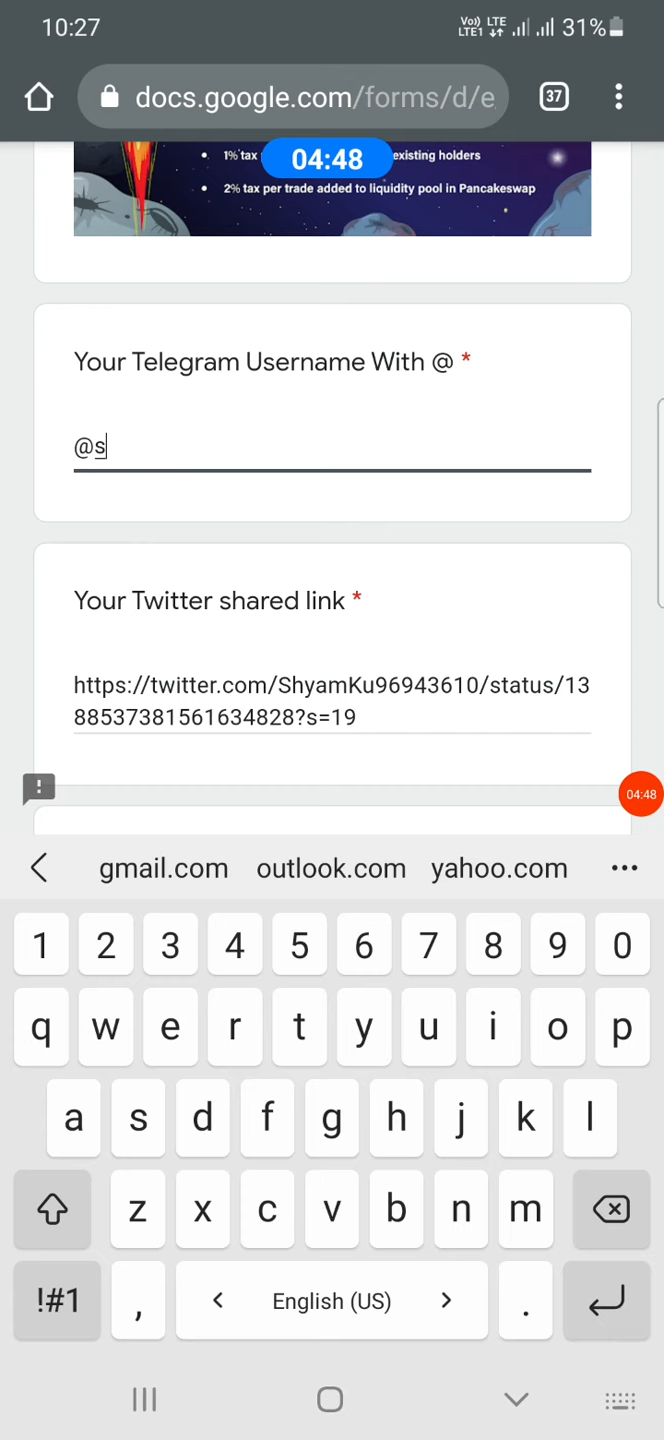 10:27 Vo)) LTE LTE1 31%
docs.google.com/forms/d/e 37
1% tax 04:48 existing holders
2% tax per trade added to liquidity pool in Pancakeswap
Your Telegram Username With @ *
@s
Your Twitter shared link *
https://twitter.com/ShyamKu96943610/status/13
88537381561634828?s=19
!
04:48
gmail.com outlook.com yahoo.com
1 2 3 4 5 6 7 8 9 0
q w e r t y u i o p
a s d f g h j k l
z x c v b n m
!#1 , < English (US) > .